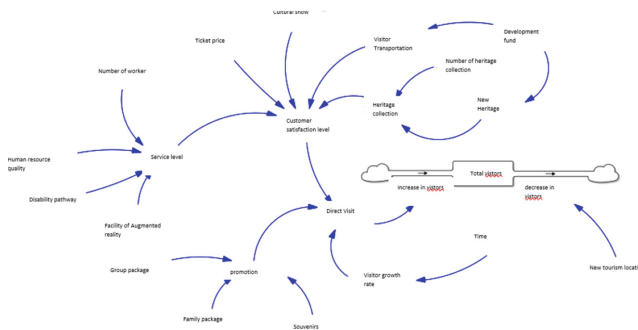 Cultural show
Ticket price
Visitor
Transportation
Development
fund
Number of worker
Number of heritage
collection
Heritage
collection
New
Heritage
Customer
satisfaction level
Human resource
quality
Service level
Disability pathway
Total vistors
Increase in vistors
decrease in
vistors
Facility of Augmented
reality
Direct Visit
Time
Group package
promotion
Visitor growth
rate
New tourism locati
Family package
Souvenirs